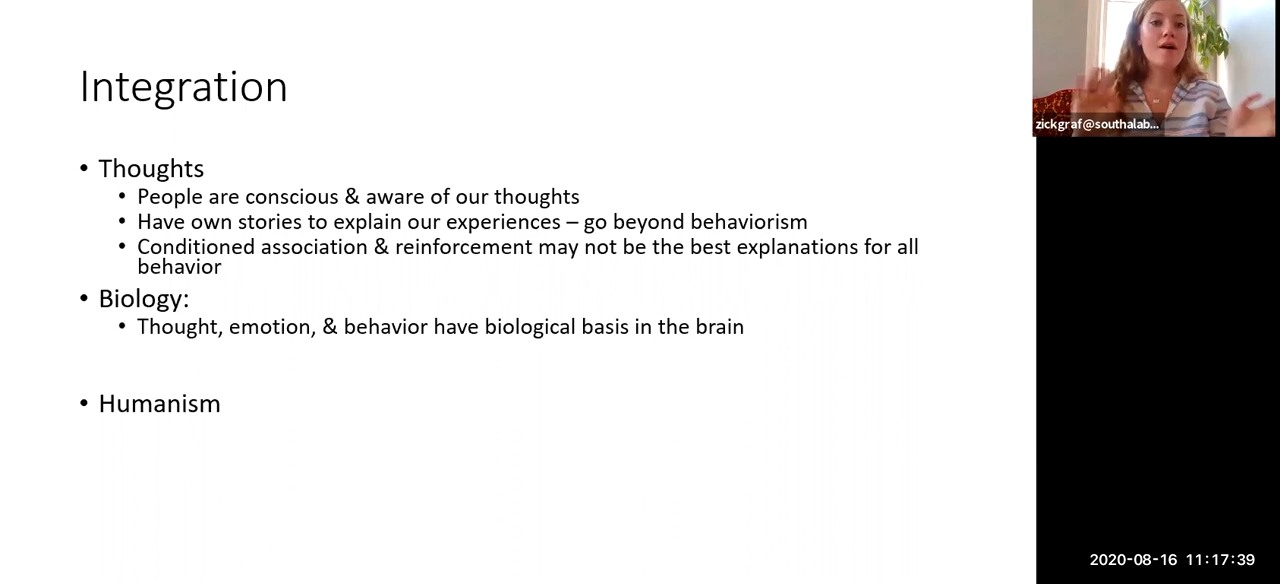 Integration
• Thoughts
• People are conscious & aware of our thoughts
• Have own stories to explain our experiences – go beyond behaviorism
• Conditioned association & reinforcement may not be the best explanations for all
behavior
• Biology:
• Thought, emotion, & behavior have biological basis in the brain
• Humanism
zickgraf@southalab...
2020-08-16 11:17:39